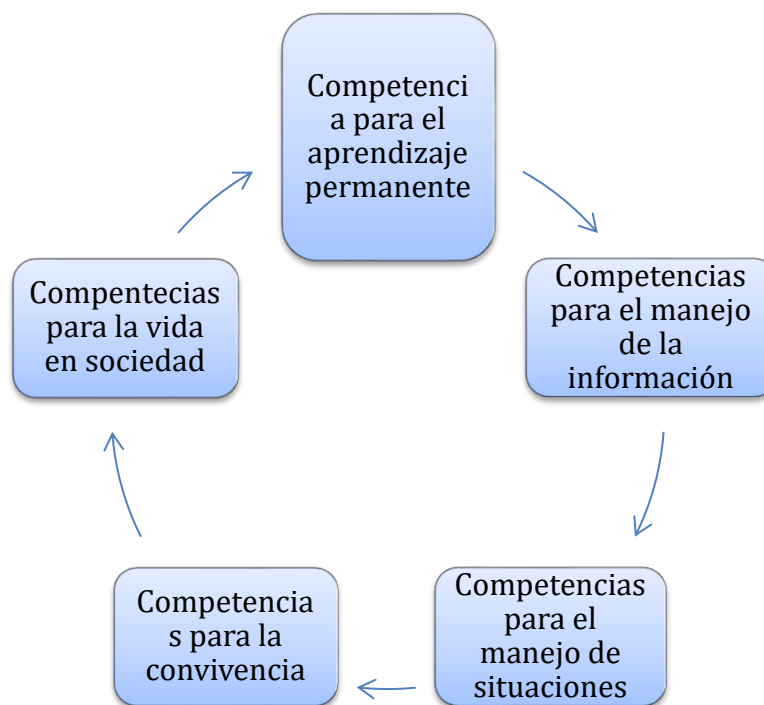 Competenci
a para el
aprendizaje
permanente
Competencias
para el manejo
de la
información
Competencias
para el
manejo de
situaciones
Competencia
s para la
convivencia
Compentecias
para la vida
en sociedad